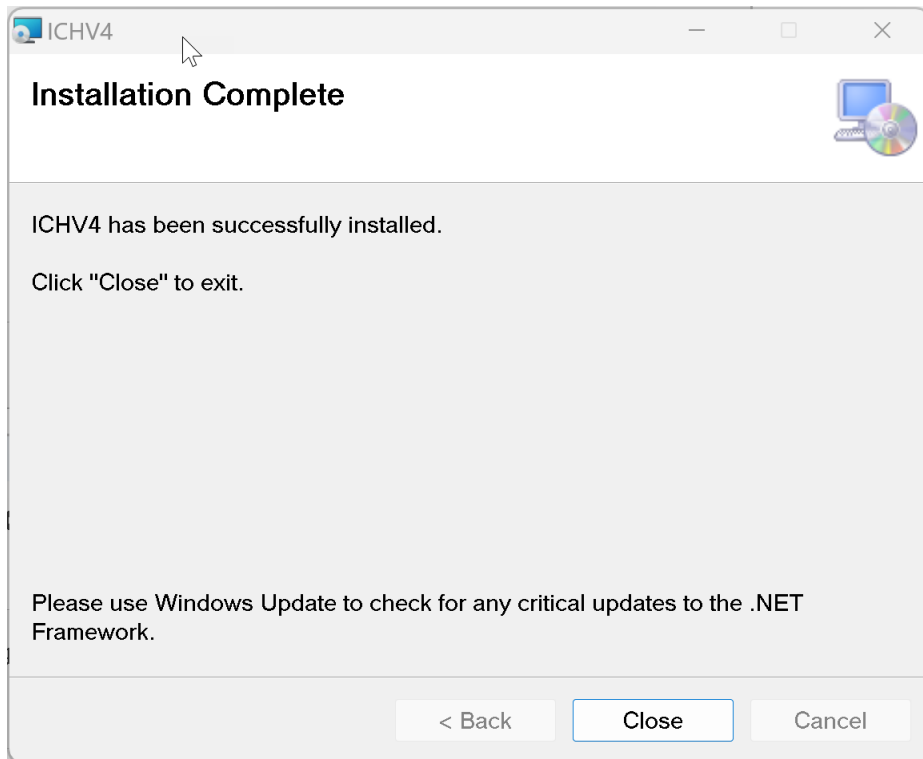 ICHV4
Installation Complete
ICHV4 has been successfully installed.
Click "Close" to exit.
Please use Windows Update to check for any critical updates to the .NET
Framework.
< Back
Close
Cancel